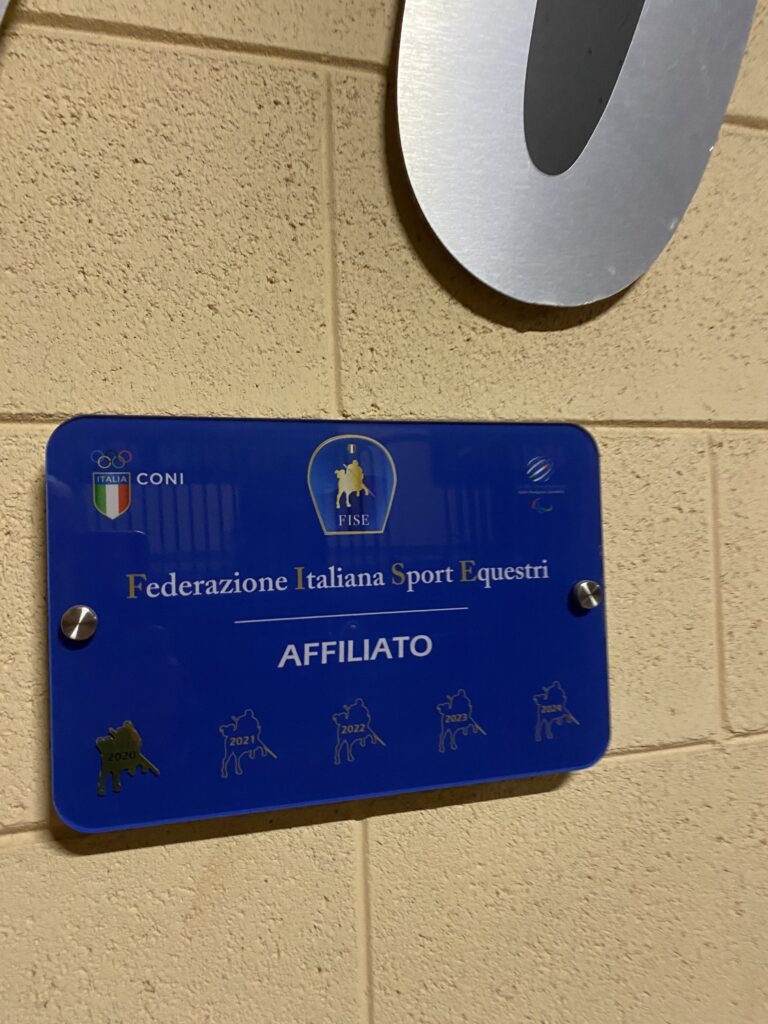 ITALIA
CONI
FISE
Federazione Italiana Sport Equestri
AFFILIATO
2020
2021
2022
2023
2024